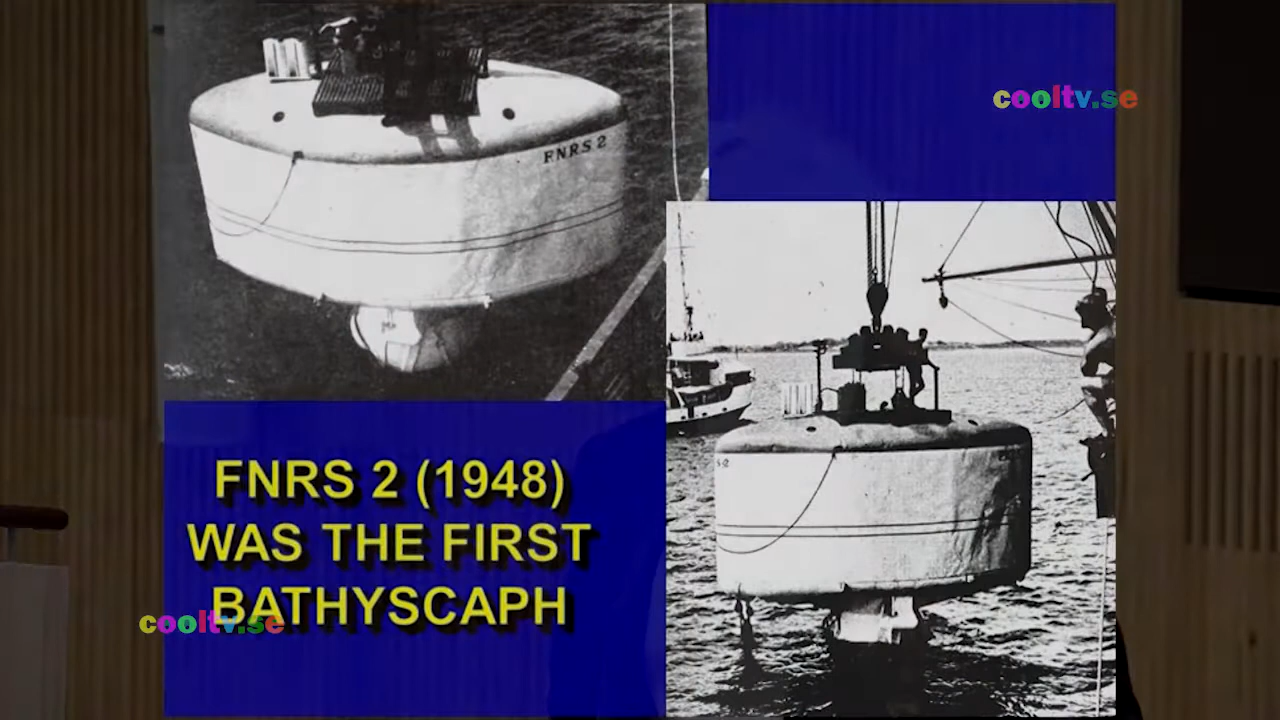 cooltv.se
FNRS 2
FNRS 2 (1948)
WAS THE FIRST
BATHYSCAPH
cooltv.se